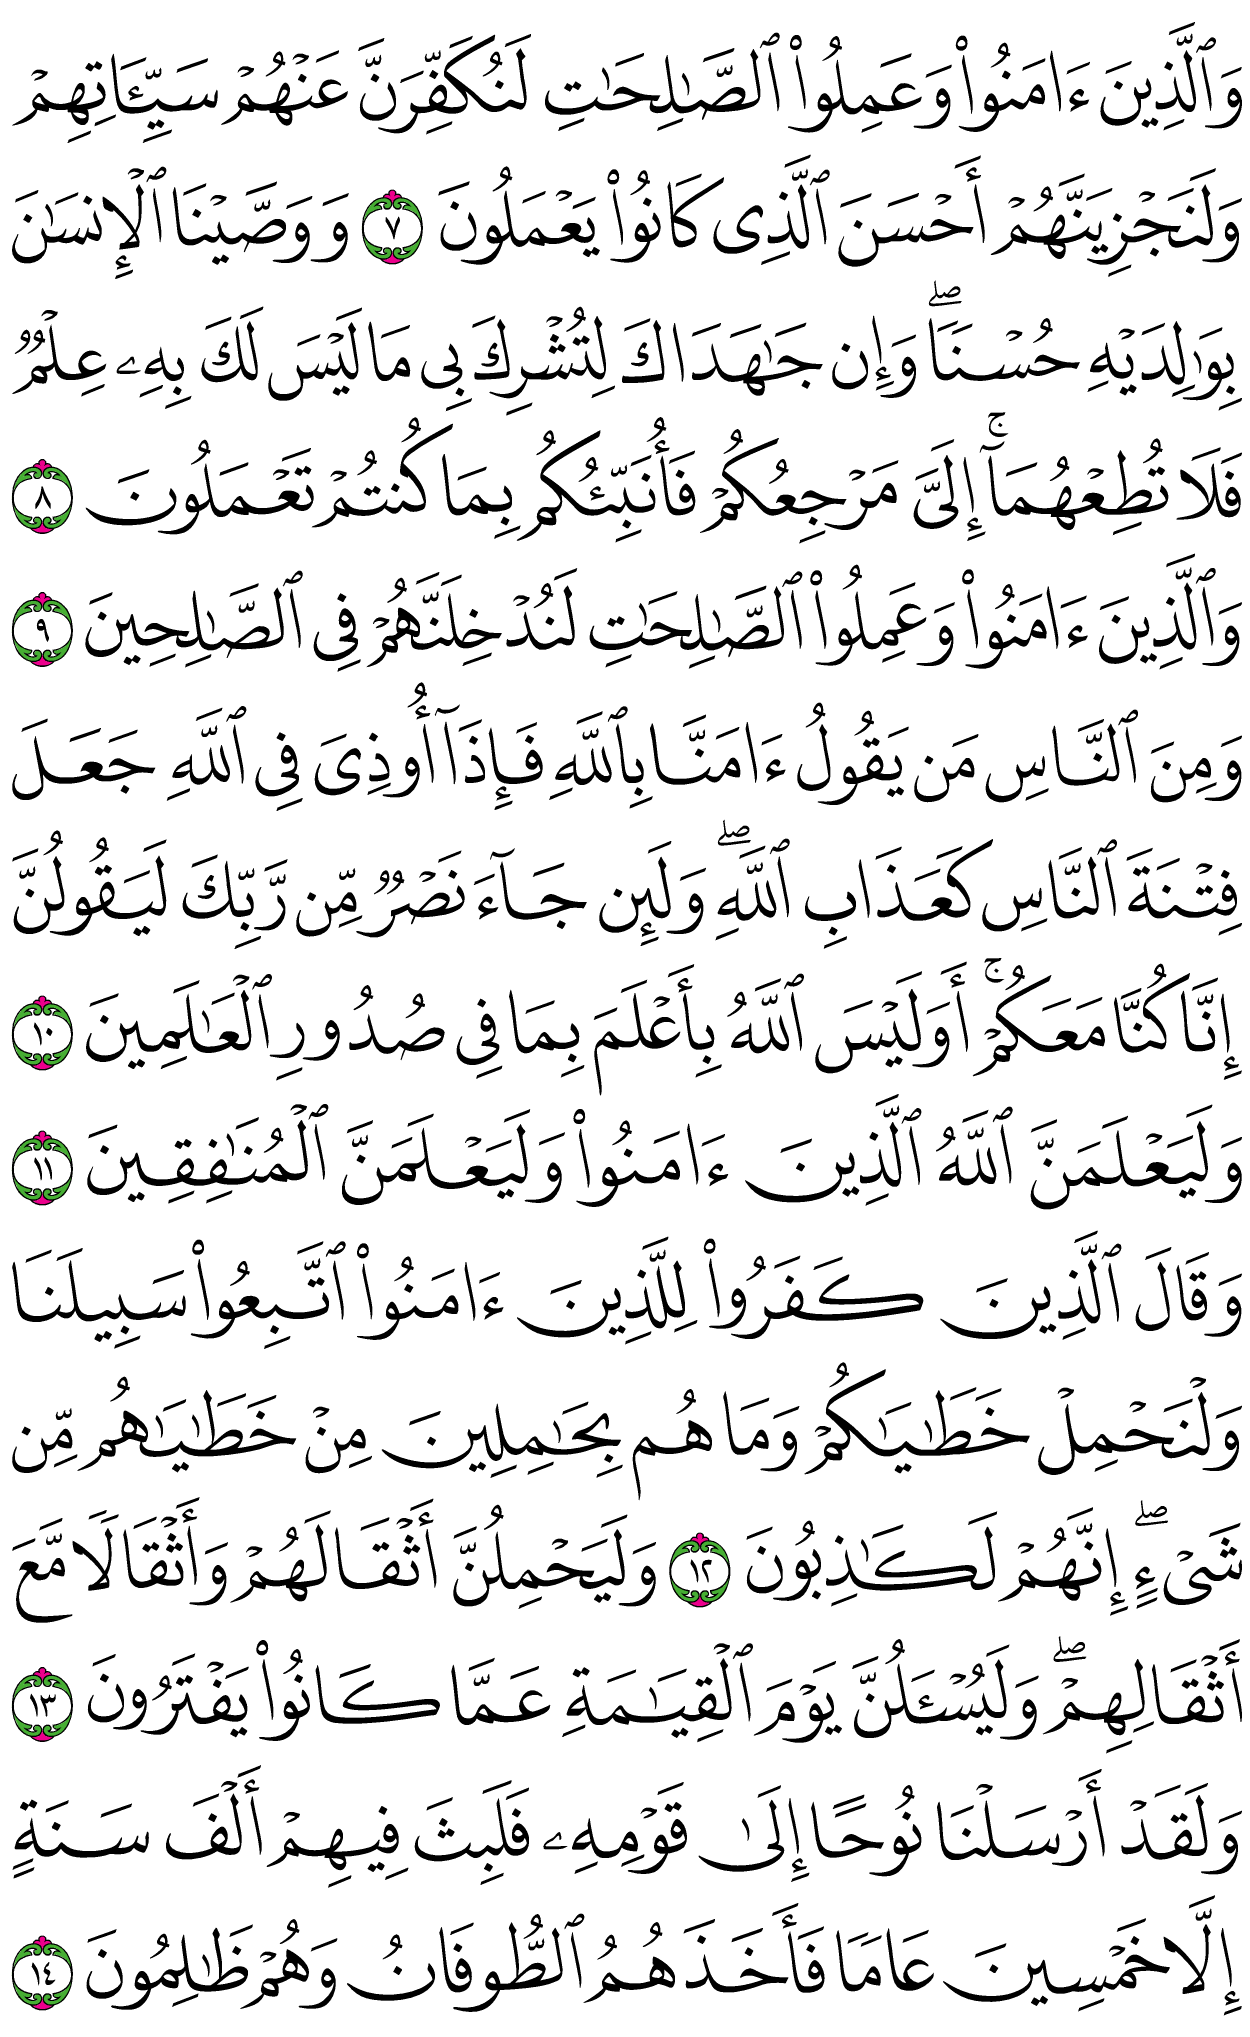 وَٱلَّذِينَ ءَامَنُوا۟ وَعَمِلُوا۟ ٱلصَّـٰلِحَـٰتِ لَنُكَفِّرَنَّ عَنْهُمْ سَيِّـَٔاتِهِمْ
وَلَنَجْزِيَنَّهُمْ أَحْسَنَ ٱلَّذِى كَانُوا۟ يَعْمَلُونَ ٧ وَوَصَّيْنَا ٱلْإِنسَـٰنَ
بِوَٰلِدَيْهِ حُسْنًا ۖ وَإِن جَـٰهَدَاكَ لِتُشْرِكَ بِى مَا لَيْسَ لَكَ بِهِۦ عِلْمٌ
فَلَا تُطِعْهُمَآ ۚ إِلَىَّ مَرْجِعُكُمْ فَأُنَبِّئُكُم بِمَا كُنتُمْ تَعْمَلُونَ ٨
وَٱلَّذِينَ ءَامَنُوا۟ وَعَمِلُوا۟ ٱلصَّـٰلِحَـٰتِ لَنُدْخِلَنَّهُمْ فِى ٱلصَّـٰلِحِينَ ٩
وَمِنَ ٱلنَّاسِ مَن يَقُولُ ءَامَنَّا بِٱللَّهِ فَإِذَآ أُوذِىَ فِى ٱللَّهِ جَعَلَ
فِتْنَةَ ٱلنَّاسِ كَعَذَابِ ٱللَّهِ ۖ وَلَئِن جَآءَ نَصْرٌ مِّن رَّبِّكَ لَيَقُولُنَّ
إِنَّا كُنَّا مَعَكُمْ ۚ أَوَلَيْسَ ٱللَّهُ بِأَعْلَمَ بِمَا فِى صُدُورِ ٱلْعَـٰلَمِينَ ١٠
وَلَيَعْلَمَنَّ ٱللَّهُ ٱلَّذِينَ ءَامَنُوا۟ وَلَيَعْلَمَنَّ ٱلْمُنَـٰفِقِينَ ١١
وَقَالَ ٱلَّذِينَ كَفَرُوا۟ لِلَّذِينَ ءَامَنُوا۟ ٱتَّبِعُوا۟ سَبِيلَنَا
وَلْنَحْمِلْ خَطَـٰيَـٰكُمْ وَمَا هُم بِحَـٰمِلِينَ مِنْ خَطَـٰيَـٰهُم مِّن
شَىْءٍ ۖ إِنَّهُمْ لَكَـٰذِبُونَ ١٢ وَلَيَحْمِلُنَّ أَثْقَالَهُمْ وَأَثْقَالًا مَّعَ
أَثْقَالِهِمْ ۖ وَلَيُسْـَٔلُنَّ يَوْمَ ٱلْقِيَـٰمَةِ عَمَّا كَانُوا۟ يَفْتَرُونَ ١٣
وَلَقَدْ أَرْسَلْنَا نُوحًا إِلَىٰ قَوْمِهِۦ فَلَبِثَ فِيهِمْ أَلْفَ سَنَةٍ
إِلَّا خَمْسِينَ عَامًا فَأَخَذَهُمُ ٱلطُّوفَانُ وَهُمْ ظَـٰلِمُونَ ١٤